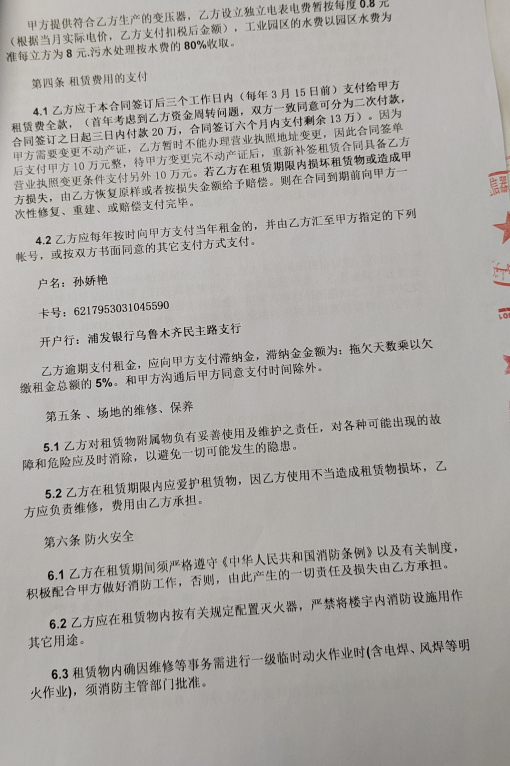 甲方提供符合乙方生产的变压器，乙方设立独立电表电费暂按每度 0.8 元
（根据当月实际电价，乙方支付扣税后金额），工业园区的水费以园区水费为
准每立方为 8 元.污水处理按水费的 80%收取。
第四条 租赁费用的支付
4.1 乙方应于本合同签订后三个工作日内（每年 3 月 15 日前）支付给甲方
租赁费全款，（首年考虑到乙方资金周转问题，双方一致同意可分为二次付款，
合同签订之日起三日内付款 20 万，合同签订六个月内支付剩余 13 万）。因为
甲方需要变更不动产证，乙方暂时不能办理营业执照地址变更，因此合同签单
后支付甲方 10 万元整，待甲方变更完不动产证后，重新补签租赁合同具备乙方
营业执照变更条件支付另外 10 万元。若乙方在租赁期限内损坏租赁物或造成甲
方损失，由乙方恢复原样或者按损失金额给予赔偿。则在合同到期前向甲方一
次性修复、重建、或赔偿支付完毕。
4.2 乙方应每年按时向甲方支付当年租金的，并由乙方汇至甲方指定的下列
帐号，或按双方书面同意的其它支付方式支付。
户名：孙娇艳
卡号：6217953031045590
开户行：浦发银行乌鲁木齐民主路支行
乙方逾期支付租金，应向甲方支付滞纳金，滞纳金金额为：拖欠天数乘以欠
缴租金总额的 5%。和甲方沟通后甲方同意支付时间除外。
第五条 、场地的维修、保养
5.1 乙方对租赁物附属物负有妥善使用及维护之责任，对各种可能出现的故
障和危险应及时消除，以避免一切可能发生的隐患。
5.2 乙方在租赁期限内应爱护租赁物，因乙方使用不当造成租赁物损坏，乙
方应负责维修，费用由乙方承担。
第六条 防火安全
6.1 乙方在租赁期间须严格遵守《中华人民共和国消防条例》以及有关制度，
积极配合甲方做好消防工作，否则，由此产生的一切责任及损失由乙方承担。
6.2 乙方应在租赁物内按有关规定配置灭火器，严禁将楼宇内消防设施用作
其它用途。
6.3 租赁物内确因维修等事务需进行一级临时动火作业时(含电焊、风焊等明
火作业)，须消防主管部门批准。